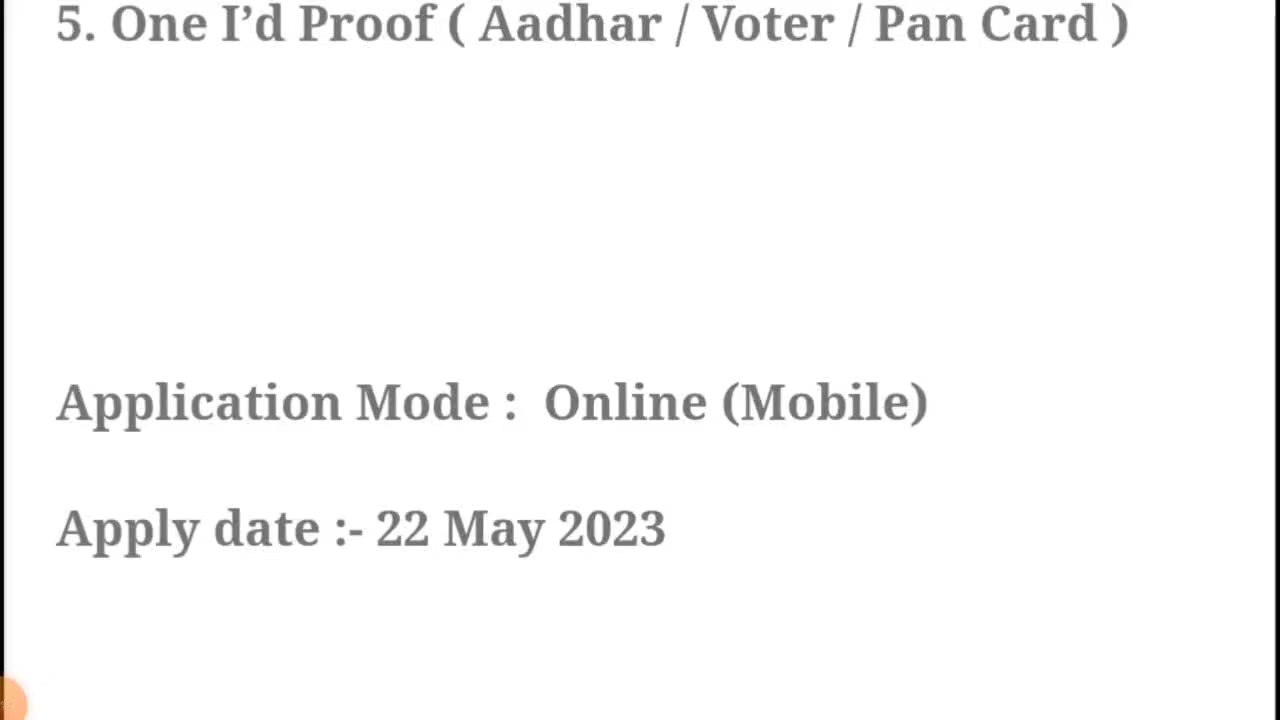 5. One I’d Proof ( Aadhar / Voter / Pan Card )
Application Mode :  Online (Mobile)
Apply date :- 22 May 2023